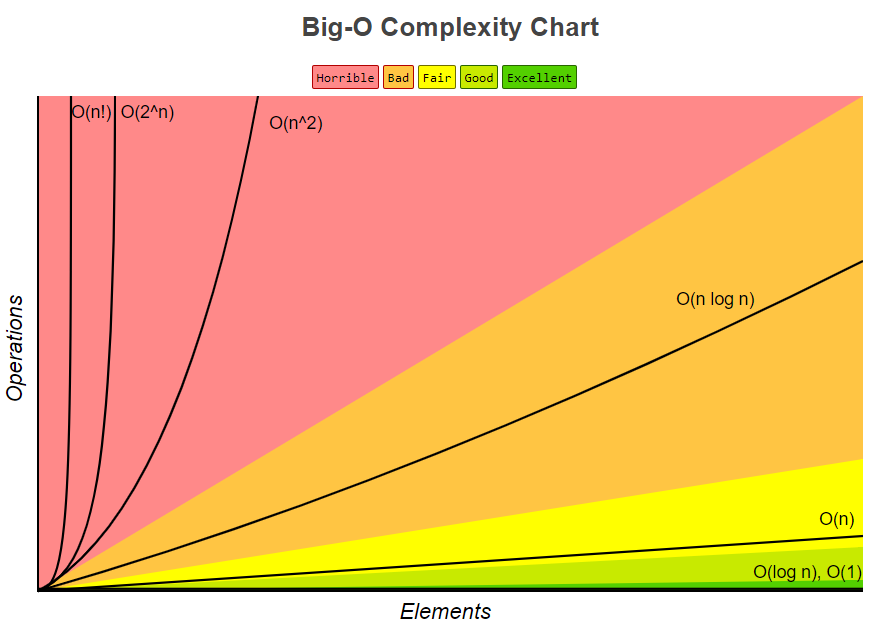 Big-O Complexity Chart
Horrible Bad Fair Good Excellent
O(n!) O(2^n)
O(n^2)
O(n log n)
O(n)
O(log n), O(1)
Operations
Elements